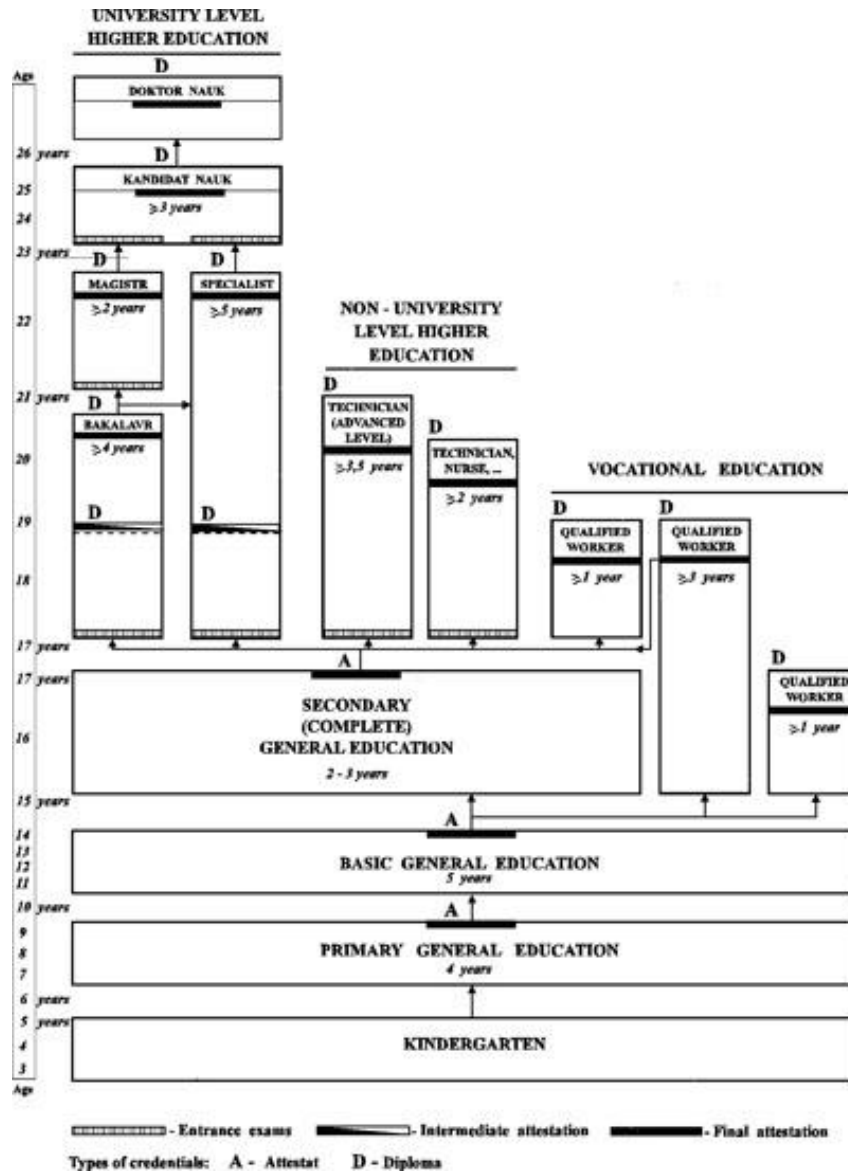 UNIVERSITY LEVEL
HIGHER EDUCATION
D
Age
DOKTOR NAUK
26 years
D
KANDIDAT NAUK
25
⩾3 years
24
23 years
D
D
MAGISTR
SPECIALIST
⩾2 years
⩾5 years
NON - UNIVERSITY
LEVEL HIGHER
EDUCATION
22
21 years
D
D
BAKALAVR
TECHNICIAN
(ADVANCED
LEVEL)
D
⩾4 years
20
⩾3,5 years
TECHNICIAN,
NURSE, ...
⩾2 years
VOCATIONAL EDUCATION
19
D
D
D
D
QUALIFIED
WORKER
QUALIFIED
WORKER
⩾1 year
⩾3 years
18
17 years
A
17 years
D
SECONDARY
(COMPLETE)
GENERAL EDUCATION
2 - 3 years
QUALIFIED
WORKER
⩾1 year
16
15 years
A
14
13
12
11
BASIC GENERAL EDUCATION
5 years
10 years
A
9
8
7
PRIMARY GENERAL EDUCATION
4 years
6 years
5 years
4
3
KINDERGARTEN
Age
- Entrance exams
- Intermediate attestation
- Final attestation
Types of credentials: A - Attestat D - Diploma